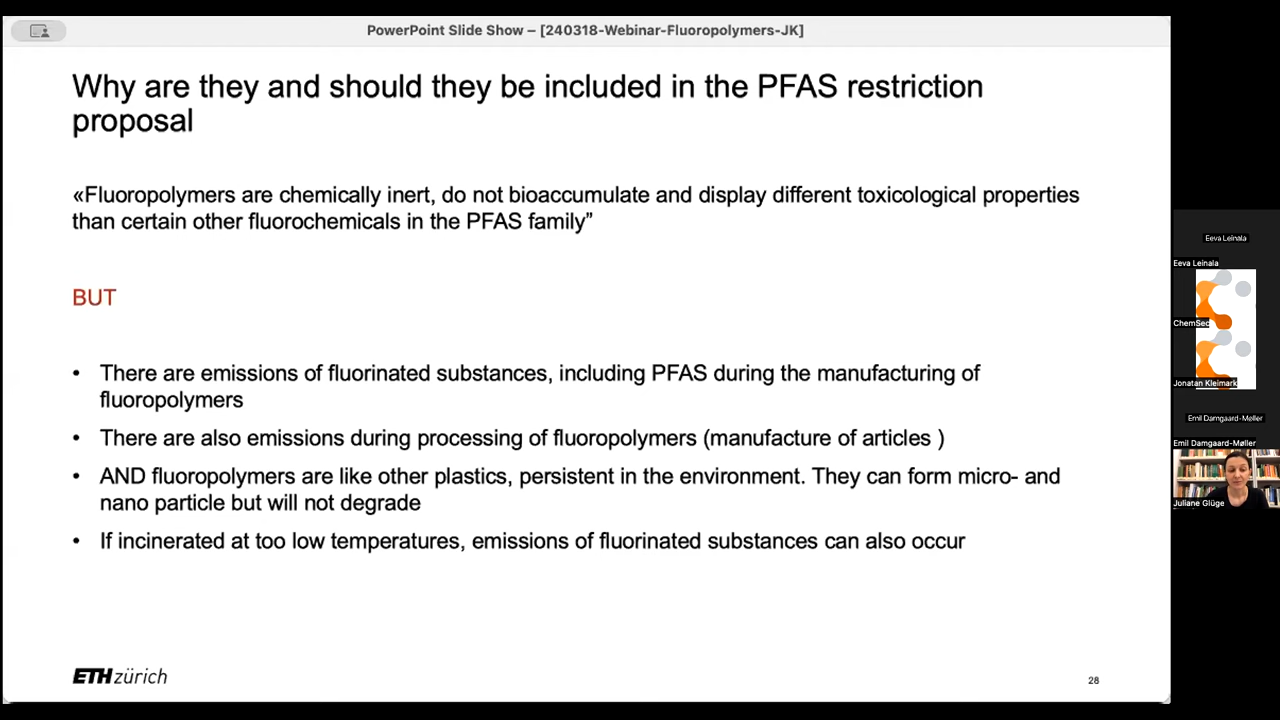 PowerPoint Slide Show – [240318-Webinar-Fluoropolymers-JK]
Why are they and should they be included in the PFAS restriction
proposal
«Fluoropolymers are chemically inert, do not bioaccumulate and display different toxicological properties
than certain other fluorochemicals in the PFAS family”
BUT
• There are emissions of fluorinated substances, including PFAS during the manufacturing of
fluoropolymers
• There are also emissions during processing of fluoropolymers (manufacture of articles )
• AND fluoropolymers are like other plastics, persistent in the environment. They can form micro- and
nano particle but will not degrade
• If incinerated at too low temperatures, emissions of fluorinated substances can also occur
ETH zürich
28
Eeva Leinala
Eeva Leinala
ChemSec
Jonatan Kleimark
Emil Damgaard-Møller
Emil Damgaard-Møller
Juliane Glüge